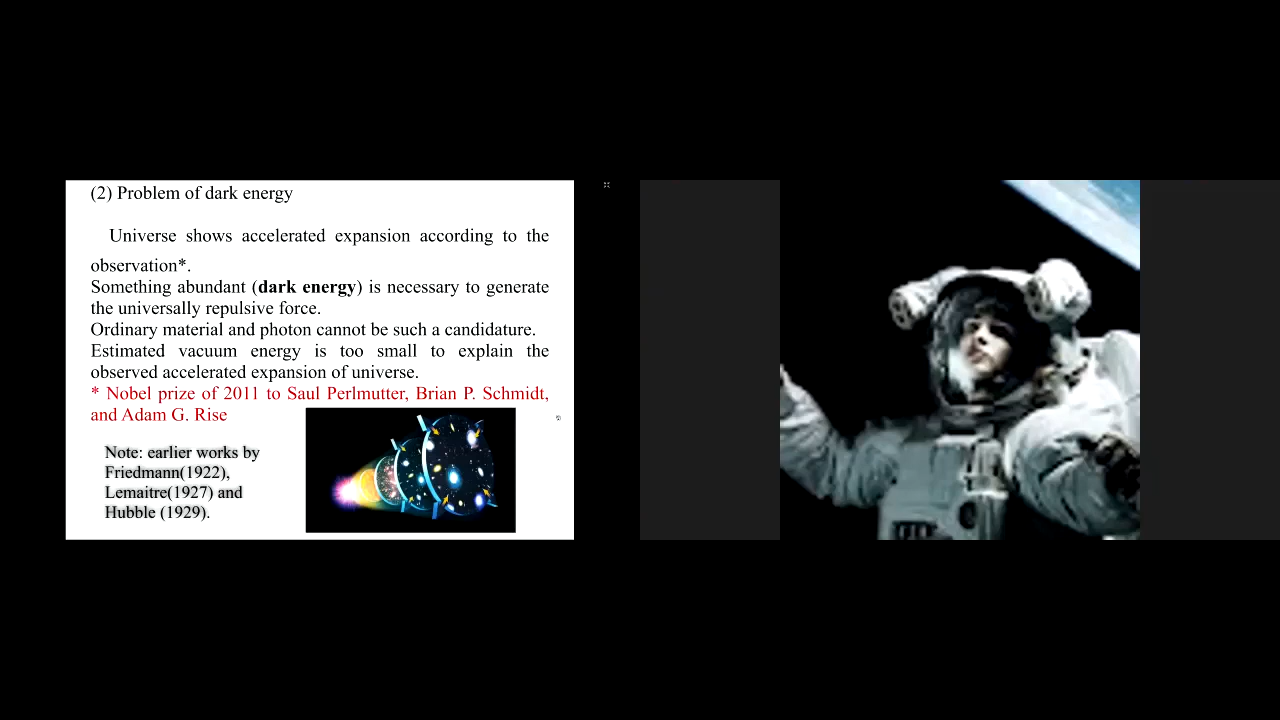 (2) Problem of dark energy
Universe shows accelerated expansion according to the
observation*.
Something abundant (dark energy) is necessary to generate
the universally repulsive force.
Ordinary material and photon cannot be such a candidature.
Estimated vacuum energy is too small to explain the
observed accelerated expansion of universe.
* Nobel prize of 2011 to Saul Perlmutter, Brian P. Schmidt,
and Adam G. Rise
Note: earlier works by
Friedmann(1922),
Lemaitre(1927) and
Hubble (1929).